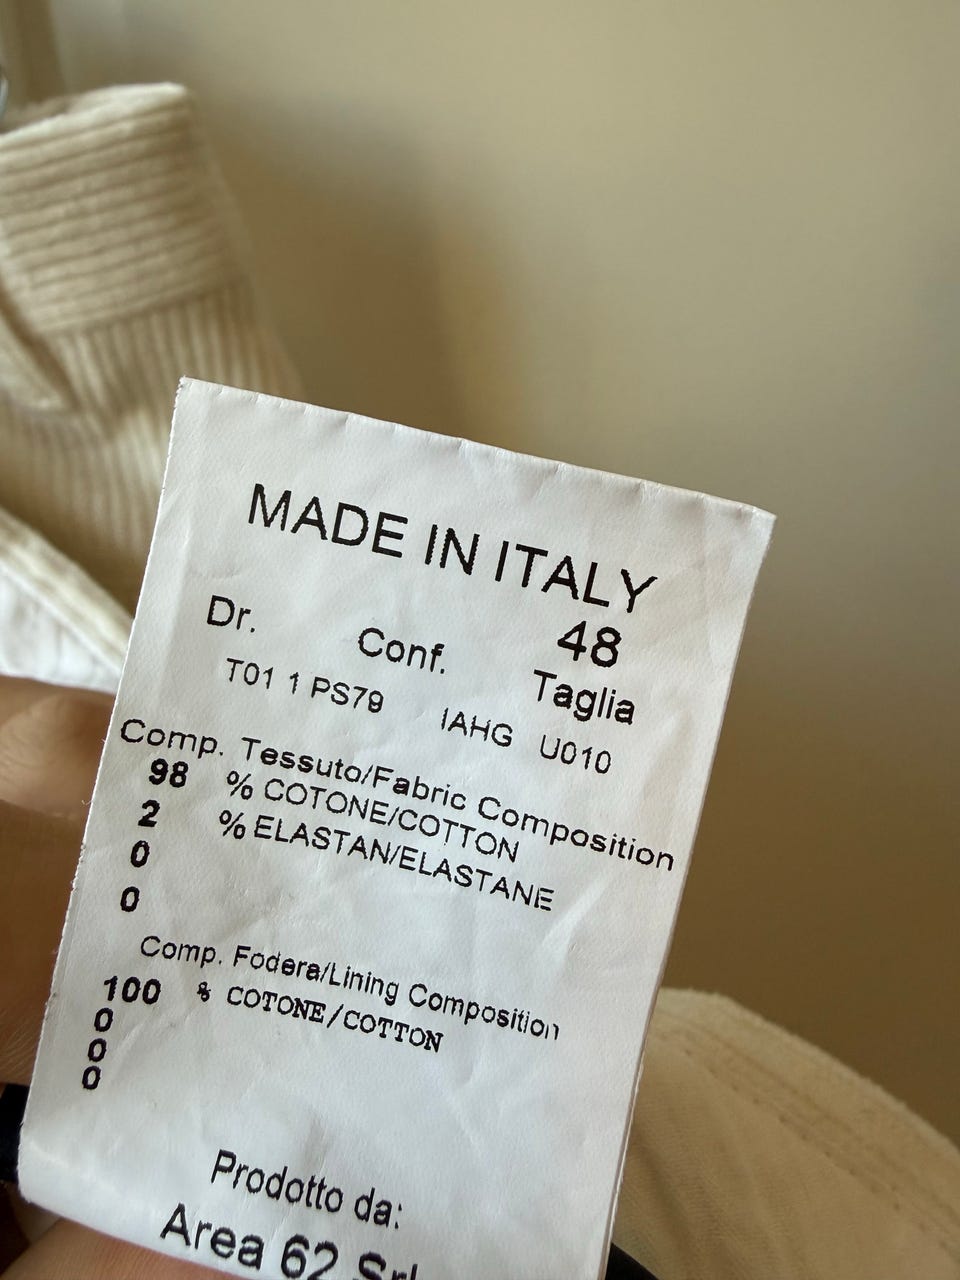 MADE IN ITALY
Dr. Conf. 48
Taglia
T01 1 PS79 IAHG U010
Comp. Tessuto/Fabric Composition
98 % COTONE/COTTON
2 % ELASTAN/ELASTANE
0
0
Comp. Fodera/Lining Composition
100 % COTONE/COTTON
0
0
0
Prodotto da:
Area 62 Srl